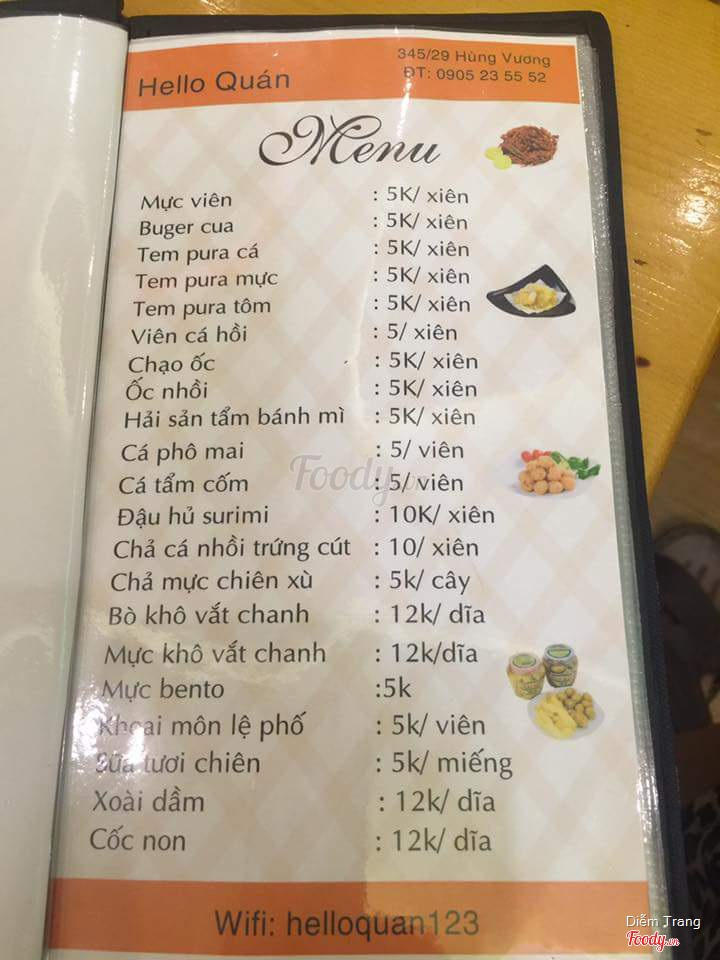 Hello Quán
345/29 Hùng Vương
ĐT: 0905 23 55 52
Menu
Mực viên : 5K/ xiên
Buger cua : 5K/ xiên
Tem pura cá : 5K/ xiên
Tem pura mực : 5K/ xiên
Tem pura tôm : 5K/ xiên
Viên cá hồi : 5/ xiên
Chạo ốc : 5K/ xiên
Ốc nhồi : 5K/ xiên
Hải sản tẩm bánh mì : 5K/ xiên
Cá phô mai : 5/ viên
Cá tẩm cốm : 5/ viên
Đậu hủ surimi : 10K/ xiên
Chả cá nhồi trứng cút : 10/ xiên
Chả mực chiên xù : 5k/ cây
Bò khô vắt chanh : 12k/ dĩa
Mực khô vắt chanh : 12k/dĩa
Mực bento :5k
Khoai môn lệ phố : 5k/ viên
Sữa tươi chiên : 5k/ miếng
Xoài dầm : 12k/ dĩa
Cốc non : 12k/ dĩa
Wifi: helloquan123
Foody.vn
Diễm Trang
Foody.vn